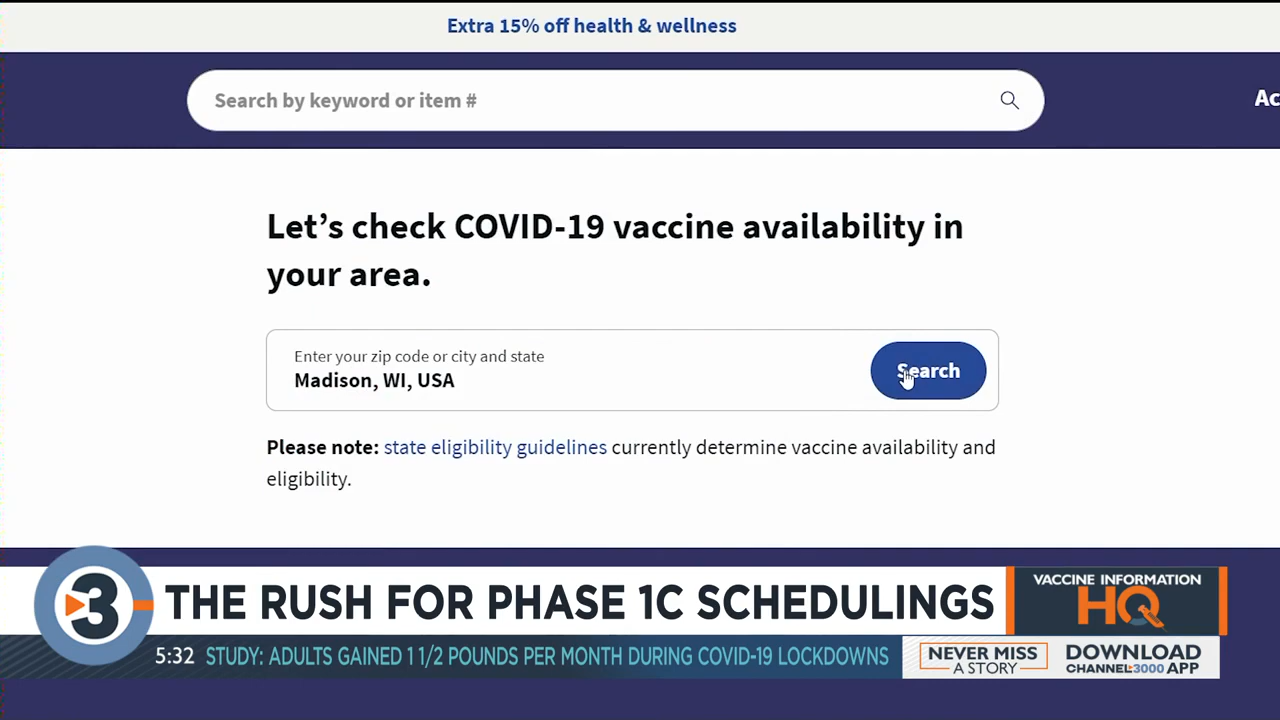 Extra 15% off health & wellness
Search by keyword or item #
Ac
Let's check COVID-19 vaccine availability in
your area.
Enter your zip code or city and state
Madison, WI, USA
Search
Please note: state eligibility guidelines currently determine vaccine availability and
eligibility.
3
THE RUSH FOR PHASE 1C SCHEDULINGS
VACCINE INFORMATION
HQ
5:32
STUDY: ADULTS GAINED 1 1/2 POUNDS PER MONTH DURING COVID-19 LOCKDOWNS
NEVER MISS
A STORY
DOWNLOAD
CHANNEL3000 APP